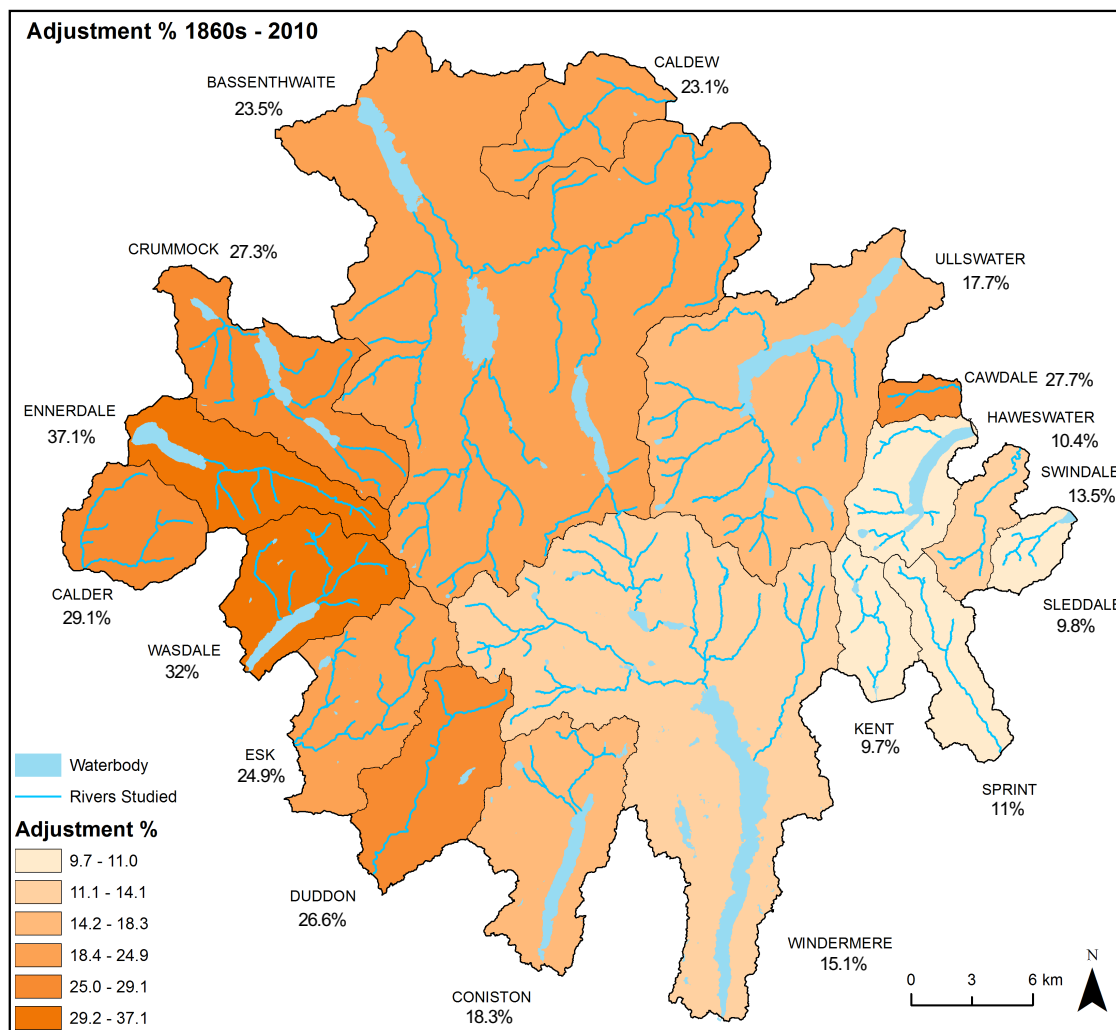 Adjustment % 1860s - 2010
CALDEW
23.1%
BASSENTHWAITE
23.5%
CRUMMOCK 27.3%
ULLSWATER
17.7%
CAWDALE 27.7%
ENNERDALE
37.1%
HAWESWATER
10.4%
SWINDALE
13.5%
CALDER
29.1%
SLEDDALE
9.8%
WASDALE
32%
KENT
9.7%
ESK
24.9%
SPRINT
11%
DUDDON
26.6%
WINDERMERE
15.1%
CONISTON
18.3%
Waterbody
Rivers Studied
Adjustment %
9.7 - 11.0
11.1 - 14.1
14.2 - 18.3
18.4 - 24.9
25.0 - 29.1
29.2 - 37.1
N
0 3 6 km